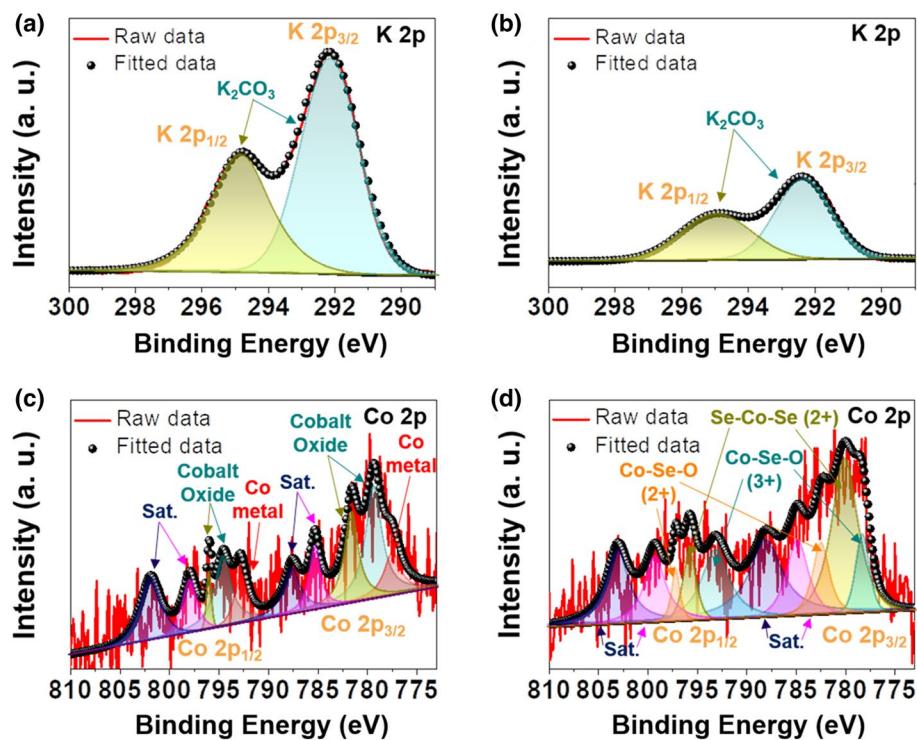 (a)
Raw data
Fitted data
K 2p3/2
K 2p
K2CO3
K 2p1/2
Intensity (a. u.)
300 298 296 294 292 290
Binding Energy (eV)
(b)
Raw data
Fitted data
K 2p
K2CO3
K 2p1/2
K 2p3/2
Intensity (a. u.)
300 298 296 294 292 290
Binding Energy (eV)
(c)
Raw data
Fitted data
Cobalt
Oxide
Co 2p
Co
metal
Cobalt
Oxide
Co
metal
Sat.
Sat.
Co 2p1/2
Co 2p3/2
Intensity (a. u.)
810 805 800 795 790 785 780 775
Binding Energy (eV)
(d)
Raw data
Fitted data
Se-Co-Se (2+)
Co 2p
Co-Se-O
(2+)
Co-Se-O
(3+)
Sat.
Co 2p1/2
Sat.
Co 2p3/2
Intensity (a. u.)
810 805 800 795 790 785 780 775
Binding Energy (eV)